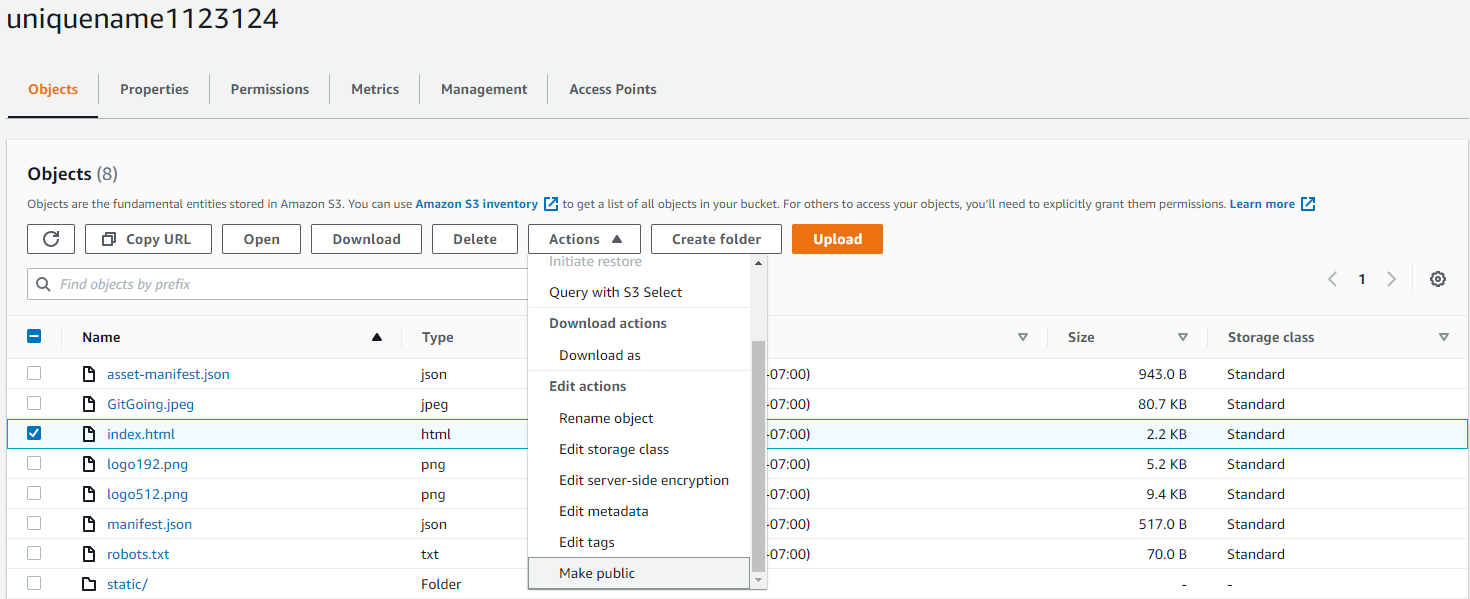 uniquename1123124
Objects Properties Permissions Metrics Management Access Points
Objects (8)
Objects are the fundamental entities stored in Amazon S3. You can use Amazon S3 inventory to get a list of all objects in your bucket. For others to access your objects, you'll need to explicitly grant them permissions. Learn more
Copy URL Open Download Delete Actions Create folder Upload
Initiate restore
Find objects by prefix 1
Query with S3 Select
Download actions
Name Type Size Storage class
Download as
asset-manifest.json json -07:00) 943.0 B Standard
Edit actions
GitGoing.jpeg jpeg -07:00) 80.7 KB Standard
Rename object
index.html html -07:00) 2.2 KB Standard
Edit storage class
logo192.png png -07:00) 5.2 KB Standard
Edit server-side encryption
logo512.png png -07:00) 9.4 KB Standard
Edit metadata
manifest.json json -07:00) 517.0 B Standard
Edit tags
robots.txt txt -07:00) 70.0 B Standard
Make public
static/ Folder - -